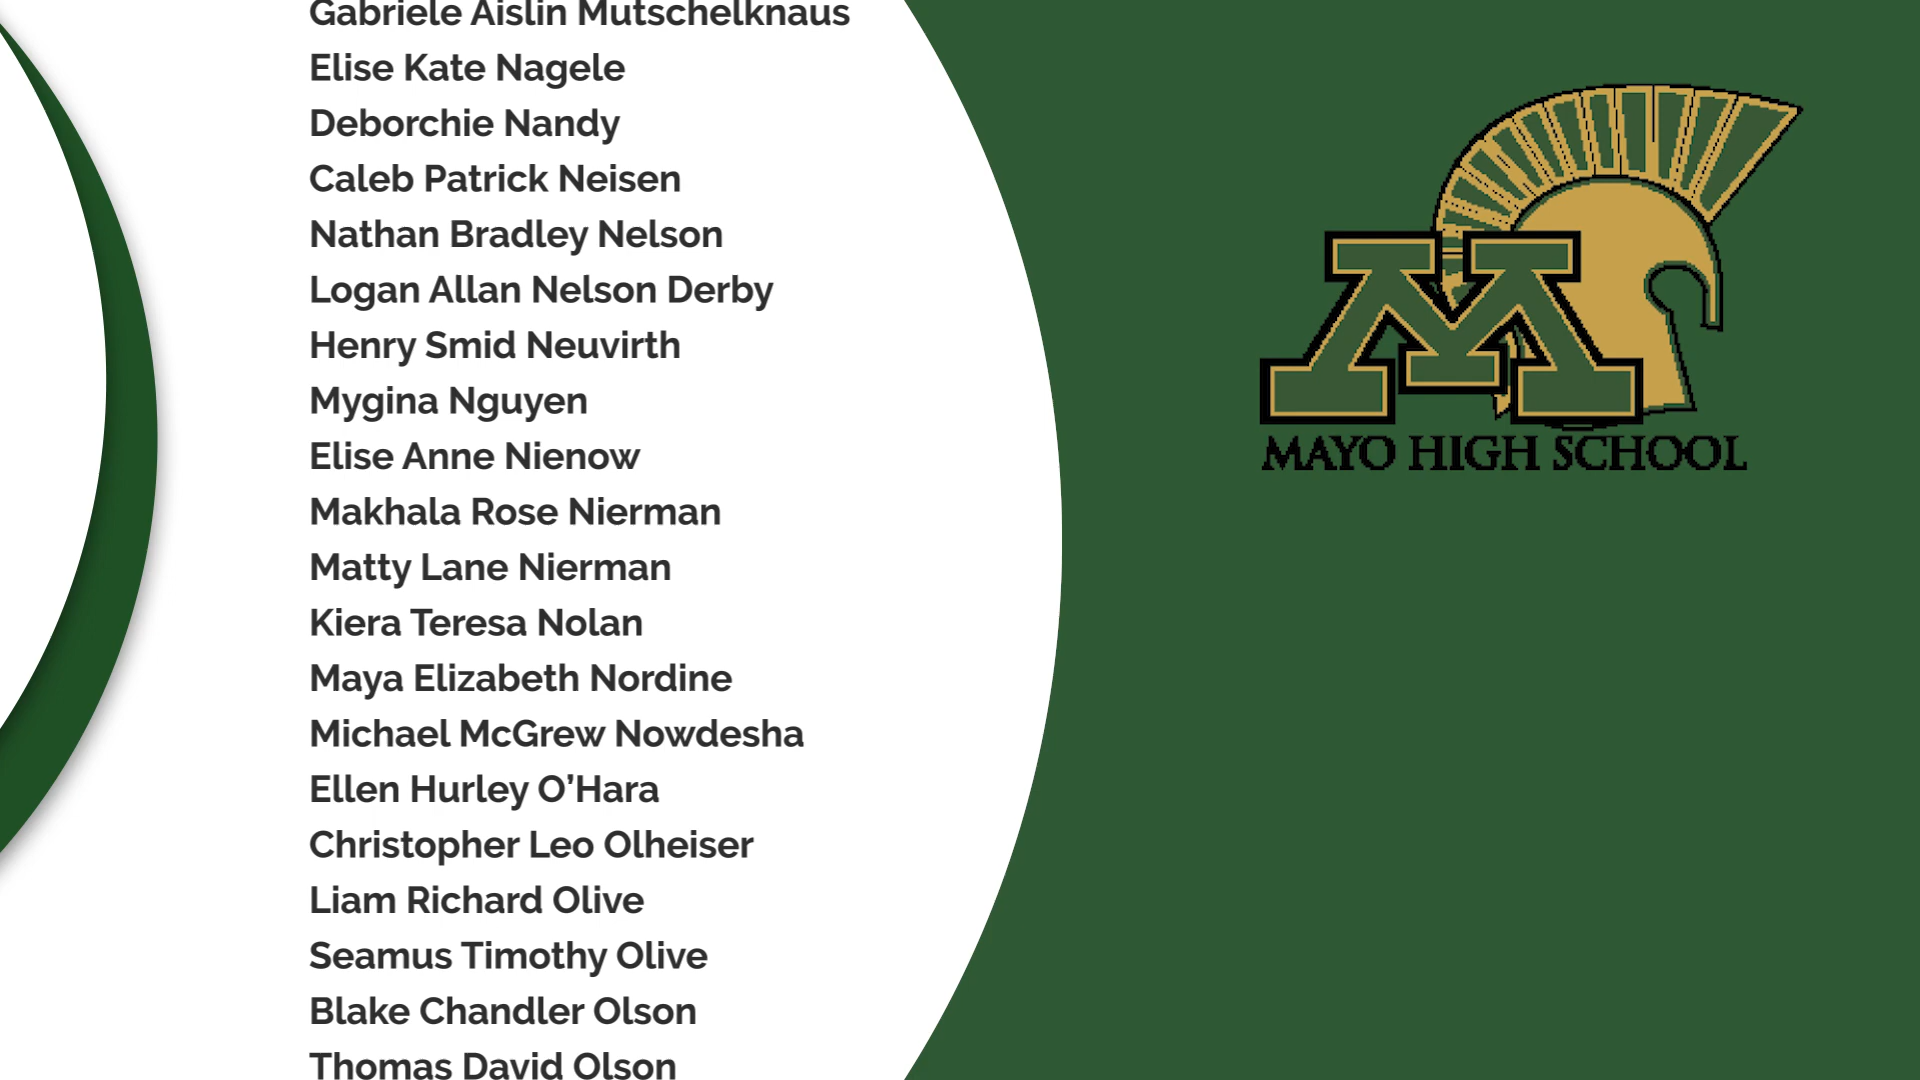 Gabriele Aislin Mutschelknaus
Elise Kate Nagele
Deborchie Nandy
Caleb Patrick Neisen
Nathan Bradley Nelson
Logan Allan Nelson Derby
Henry Smid Neuvirth
Mygina Nguyen
Elise Anne Nienow
Makhala Rose Nierman
Matty Lane Nierman
Kiera Teresa Nolan
Maya Elizabeth Nordine
Michael McGrew Nowdesha
Ellen Hurley O’Hara
Christopher Leo Olheiser
Liam Richard Olive
Seamus Timothy Olive
Blake Chandler Olson
Thomas David Olson
M
MAYO HIGH SCHOOL